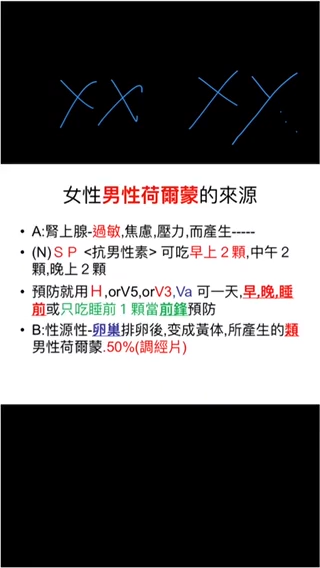 XX XY
女性男性荷爾蒙的來源
• A:腎上腺-過敏,焦慮,壓力,而產生-----
• (N)ＳＰ <抗男性素> 可吃早上２顆,中午２
顆,晚上２顆
• 預防就用Ｈ,orV5,orV3,Va 可一天,早,晚,睡
前或只吃睡前１顆當前鋒預防
• B:性源性-卵巢排卵後,变成黃体,所產生的類
男性荷爾蒙.50%(調經片)